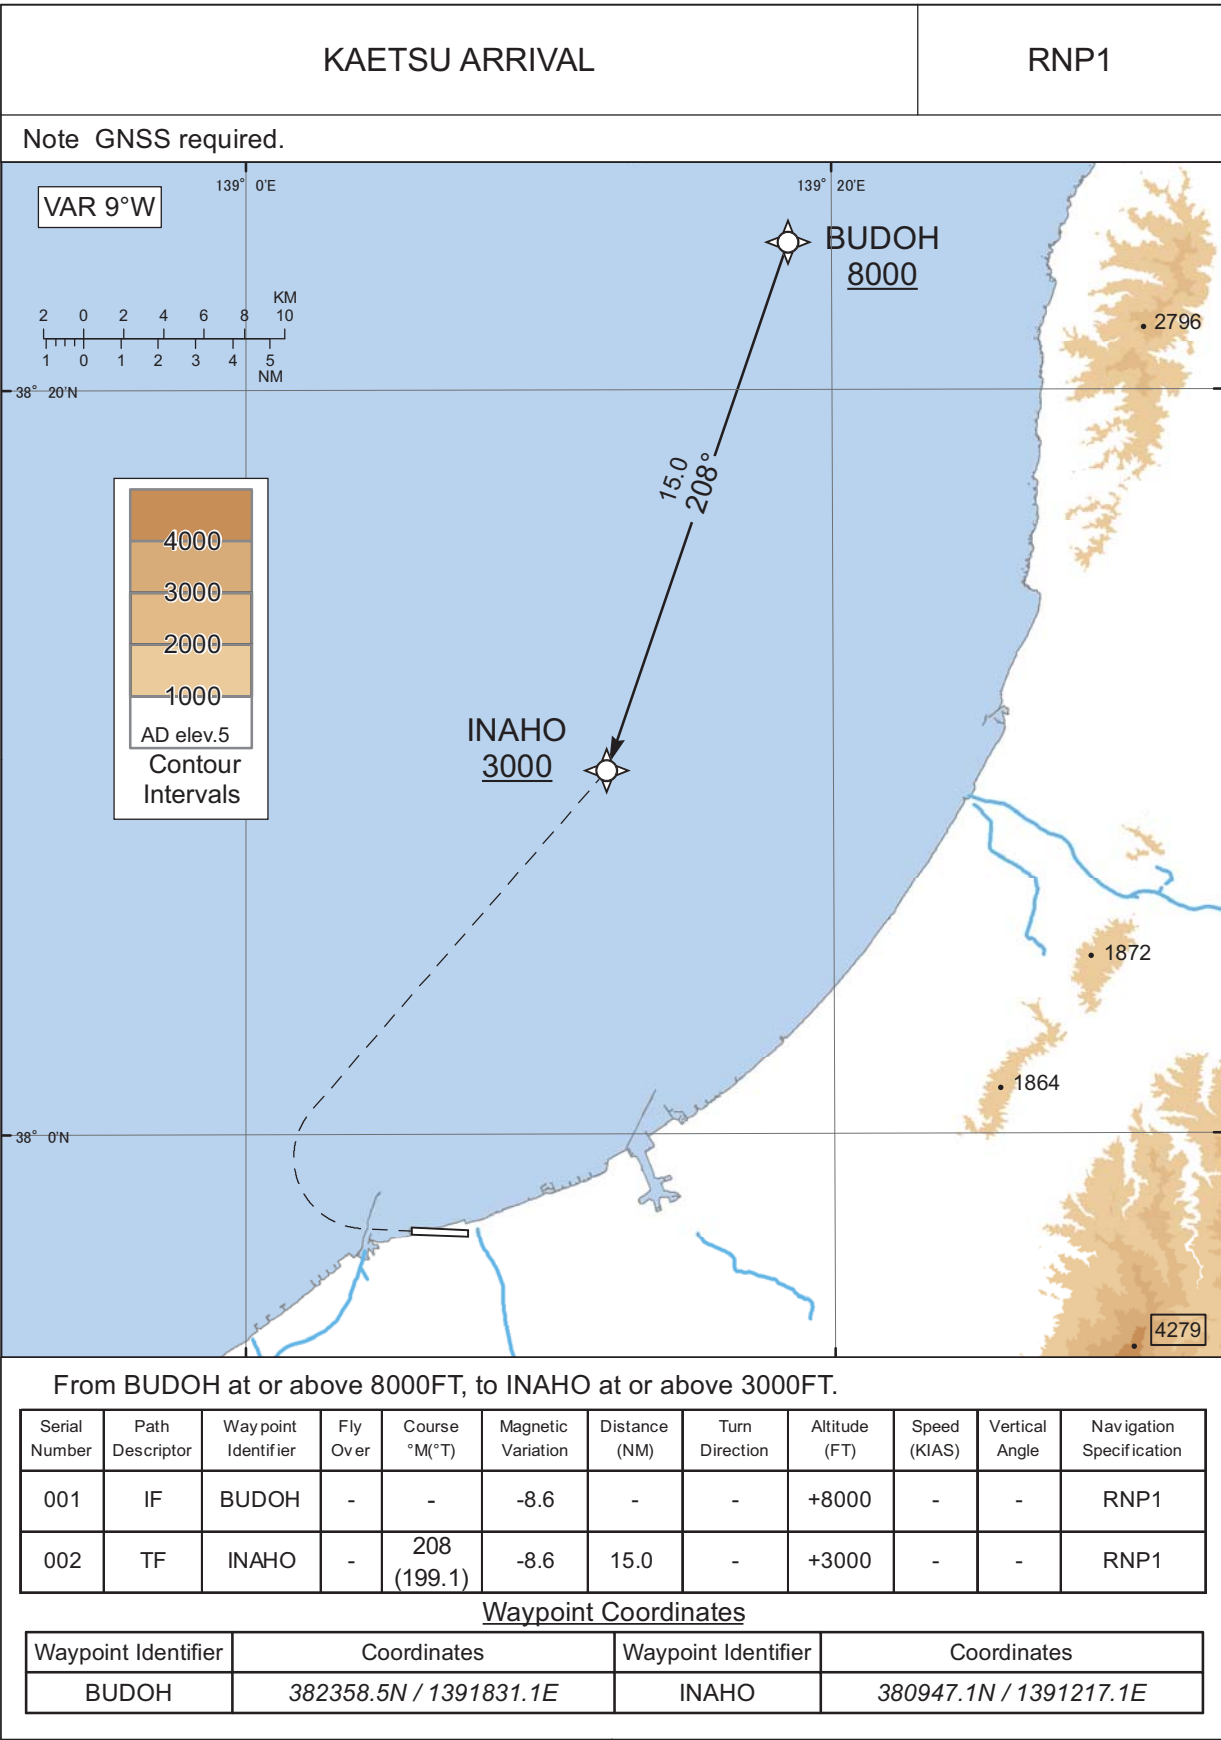 KAETSU ARRIVAL
RNP1
Note GNSS required.
139° 0'E
139° 20'E
VAR 9°W
BUDOH
8000
KM
2 0 2 4 6 8 10
1 0 1 2 3 4 5
NM
2796
38° 20'N
15.0
208°
4000
3000
2000
1000
AD elev.5
Contour
Intervals
INAHO
3000
1872
1864
38° 0'N
4279
From BUDOH at or above 8000FT, to INAHO at or above 3000FT.
Serial Number Path Descriptor Waypoint Identifier Fly Over Course °M(°T) Magnetic Variation Distance (NM) Turn Direction Altitude (FT) Speed (KIAS) Vertical Angle Navigation Specification
001 IF BUDOH - - -8.6 - - +8000 - - RNP1
002 TF INAHO - 208 (199.1) -8.6 15.0 - +3000 - - RNP1
Waypoint Coordinates
Waypoint Identifier Coordinates Waypoint Identifier Coordinates
BUDOH 382358.5N / 1391831.1E INAHO 380947.1N / 1391217.1E